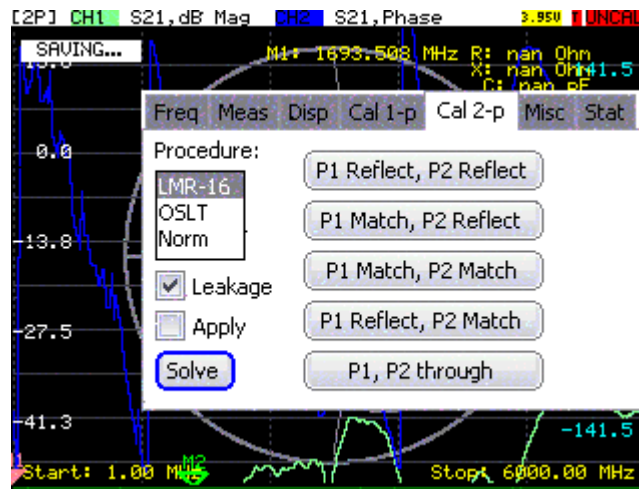 [2P] CH1 S21,dB Mag CH2 S21,Phase 3.95V T UNCAL
SAVING...
M1: 1693.508 MHz R: nan Ohm
X: nan Ohm
141.5
C: nan pF
Freq Meas Disp Cal 1-p Cal 2-p Misc Stat
Procedure:
LMR-16
OSLT
Norm
Leakage
Apply
Solve
P1 Reflect, P2 Reflect
P1 Match, P2 Reflect
P1 Match, P2 Match
P1 Reflect, P2 Match
P1, P2 through
-0.0
-13.8
-27.5
-41.3
-141.5
M2
Start: 1.00 MHz
Stop: 6000.00 MHz